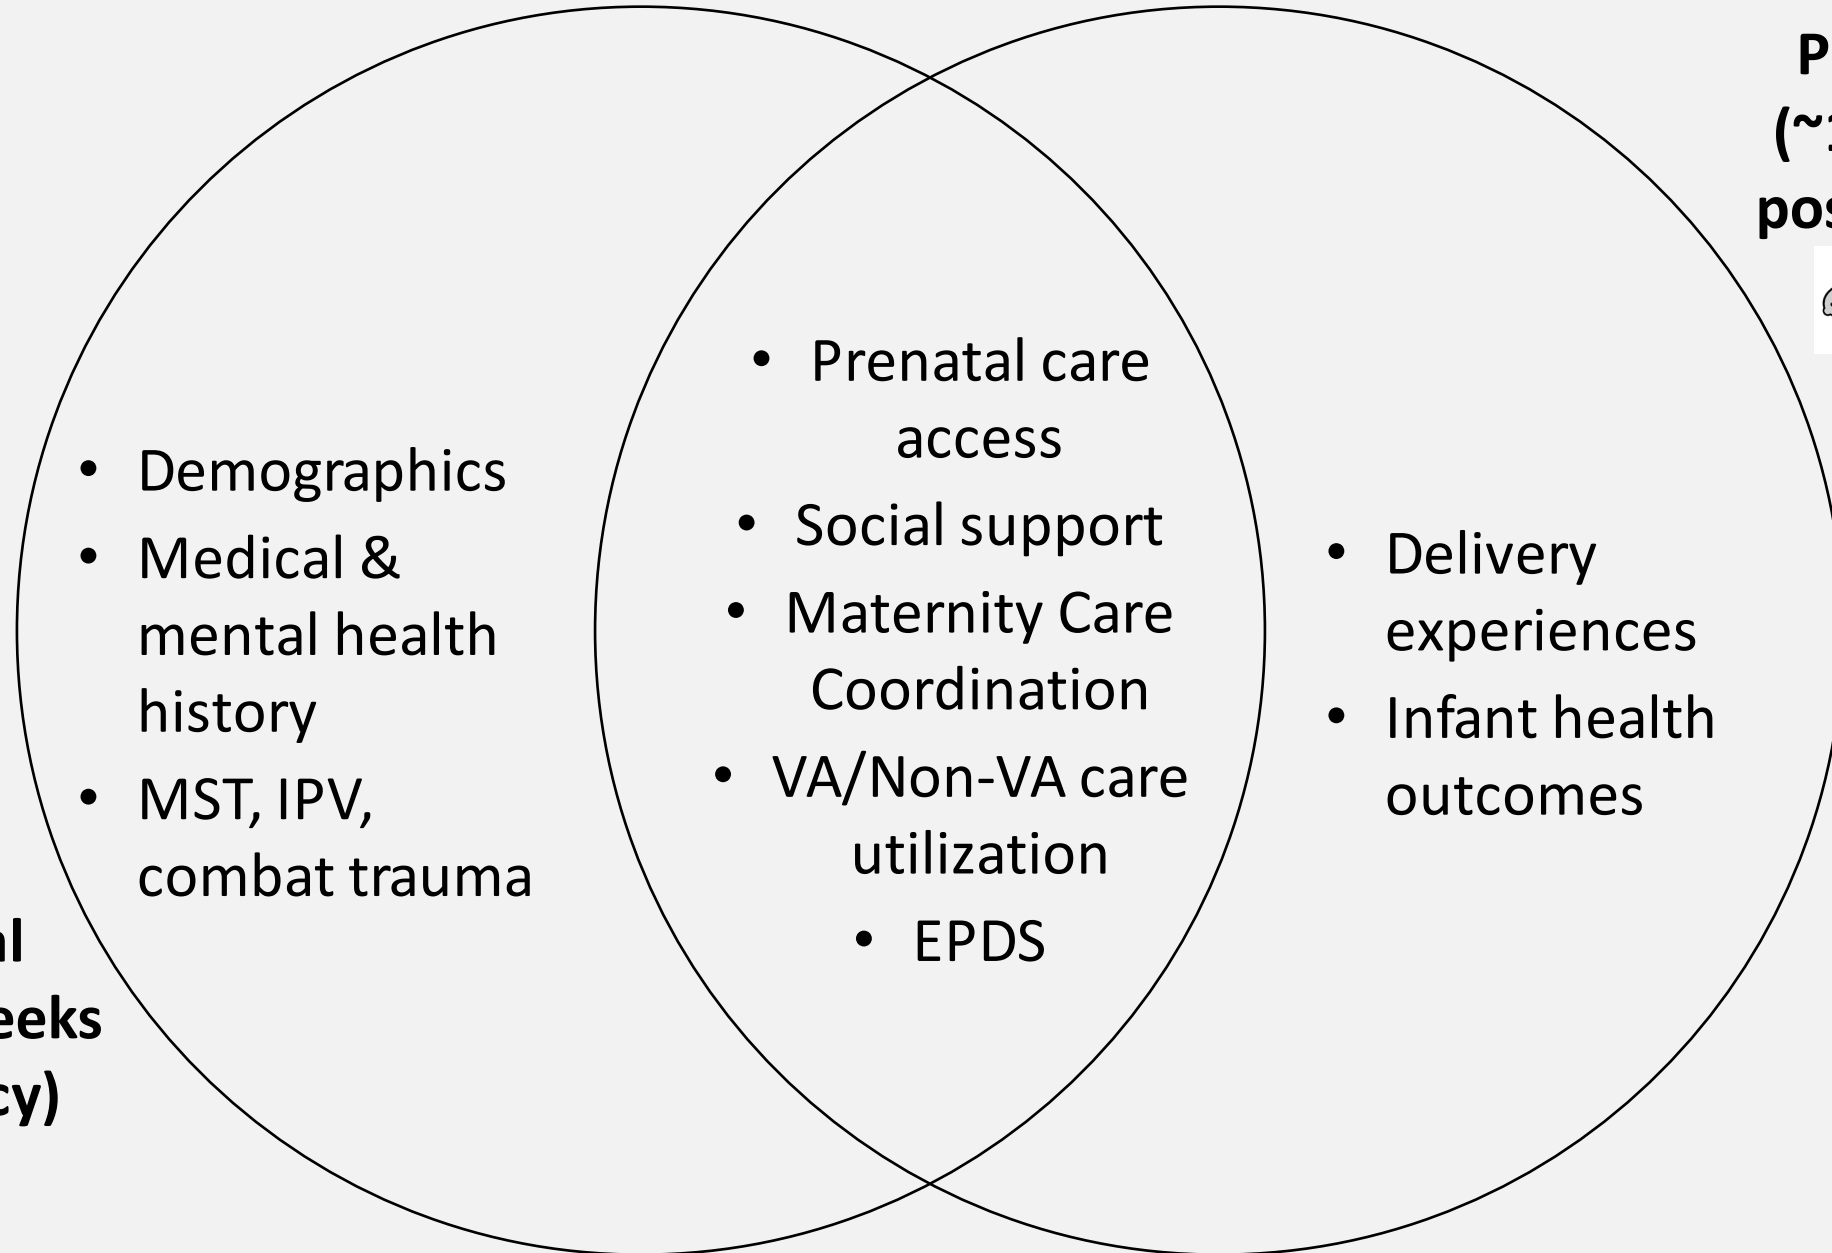 • Demographics
• Medical &
mental health
history
• MST, IPV,
combat trauma
• Prenatal care
access
• Social support
• Maternity Care
Coordination
• VA/Non-VA care
utilization
• EPDS
• Delivery
experiences
• Infant health
outcomes